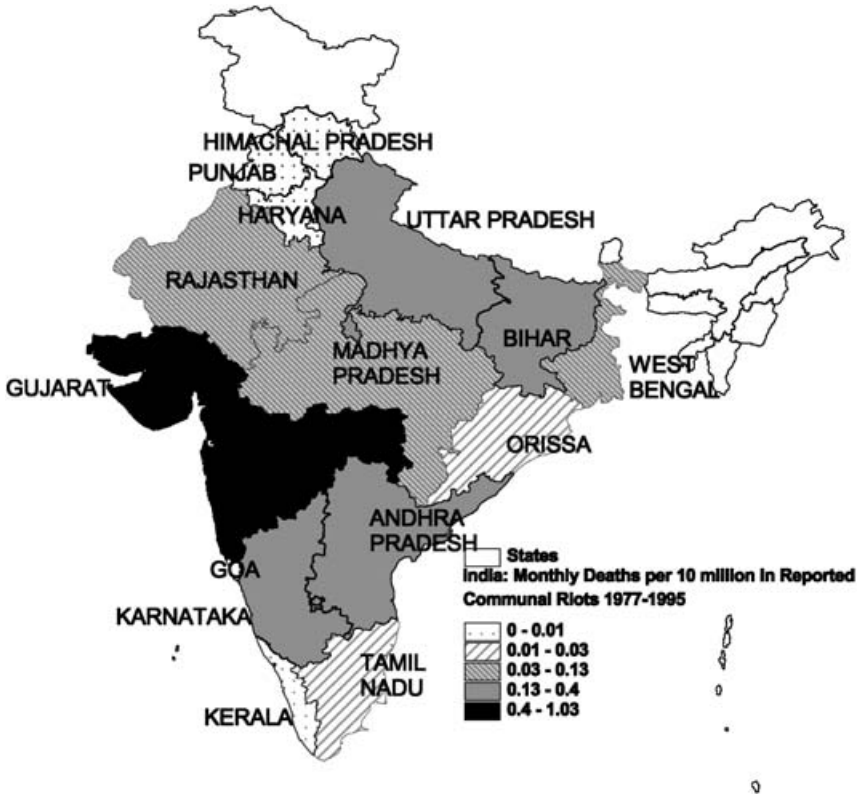 HIMACHAL PRADESH
PUNJAB
HARYANA
UTTAR PRADESH
RAJASTHAN
BIHAR
MADHYA
PRADESH
WEST
BENGAL
GUJARAT
ORISSA
ANDHRA
PRADESH
GOA
KARNATAKA
TAMIL
NADU
KERALA
States
India: Monthly Deaths per 10 million in Reported
Communal Riots 1977-1995
0 - 0.01
0.01 - 0.03
0.03 - 0.13
0.13 - 0.4
0.4 - 1.03